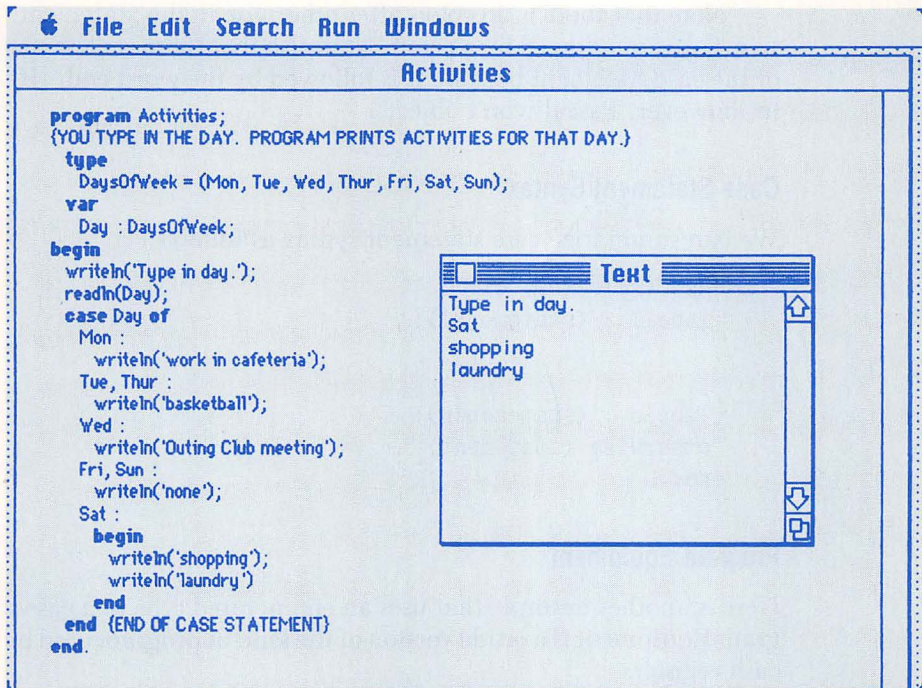 File Edit Search Run Windows
Activities
program Activities;
{YOU TYPE IN THE DAY. PROGRAM PRINTS ACTIVITIES FOR THAT DAY.}
type
DaysOfWeek = (Mon, Tue, Wed, Thur, Fri, Sat, Sun);
var
Day : DaysOfWeek;
begin
writeln('Type in day.');
readln(Day);
case Day of
Mon :
writeln('work in cafeteria');
Tue, Thur :
writeln('basketball');
Wed :
writeln('Outing Club meeting');
Fri, Sun :
writeln('none');
Sat :
begin
writeln('shopping');
writeln('laundry')
end
end {END OF CASE STATEMENT}
end.
Text
Type in day.
Sat
shopping
laundry